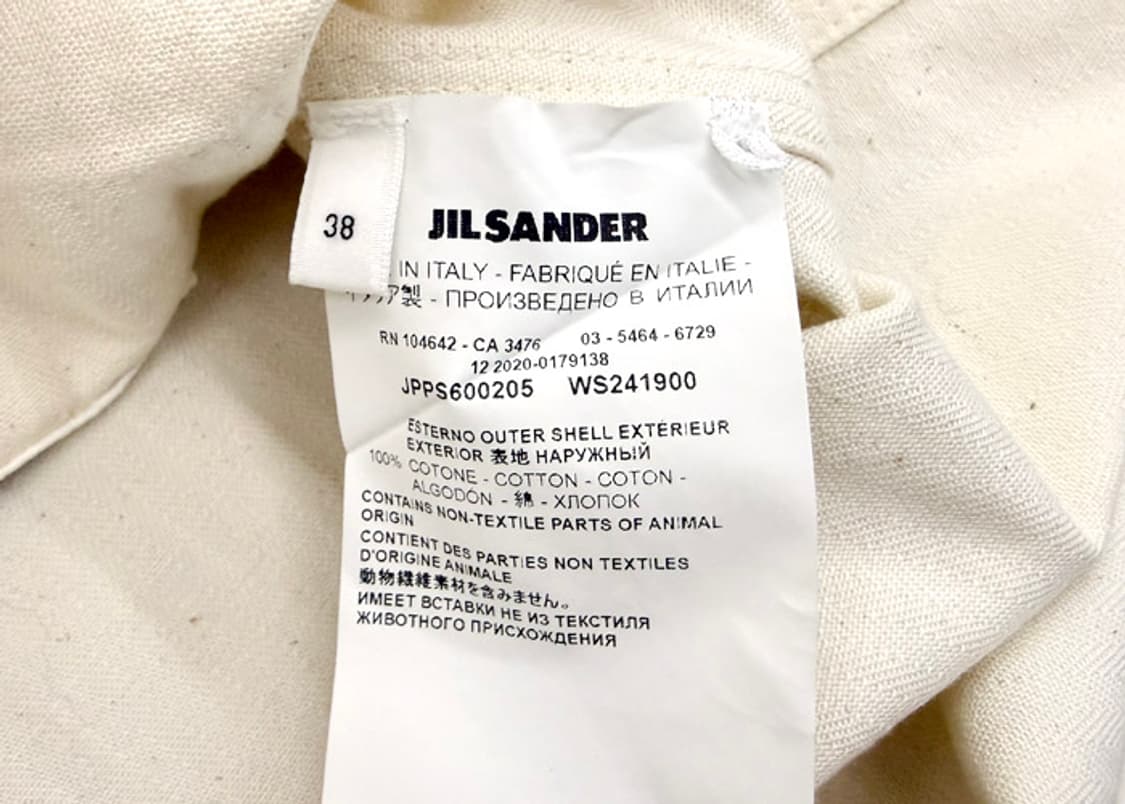 38
JIL SANDER
IN ITALY - FABRIQUÉ EN ITALIE -
製 - ПРОИЗВЕДЕНО В ИТАЛИИ
RN 104642 - CA 3476 03 - 5464 - 6729
12 2020-0179138
JPPS600205 WS241900
ESTERNO OUTER SHELL EXTÉRIEUR
EXTERIOR 表地 НАРУЖНЫЙ
100% COTONE - COTTON - COTON -
ALGODÓN - 綿 - ХЛОПОК
CONTAINS NON-TEXTILE PARTS OF ANIMAL
ORIGIN
CONTIENT DES PARTIES NON TEXTILES
D'ORIGINE ANIMALE
動物繊維素材を含みません。
ИМЕЕТ ВСТАВКИ НЕ ИЗ ТЕКСТИЛЯ
ЖИВОТНОГО ПРИСХОЖДЕНИЯ